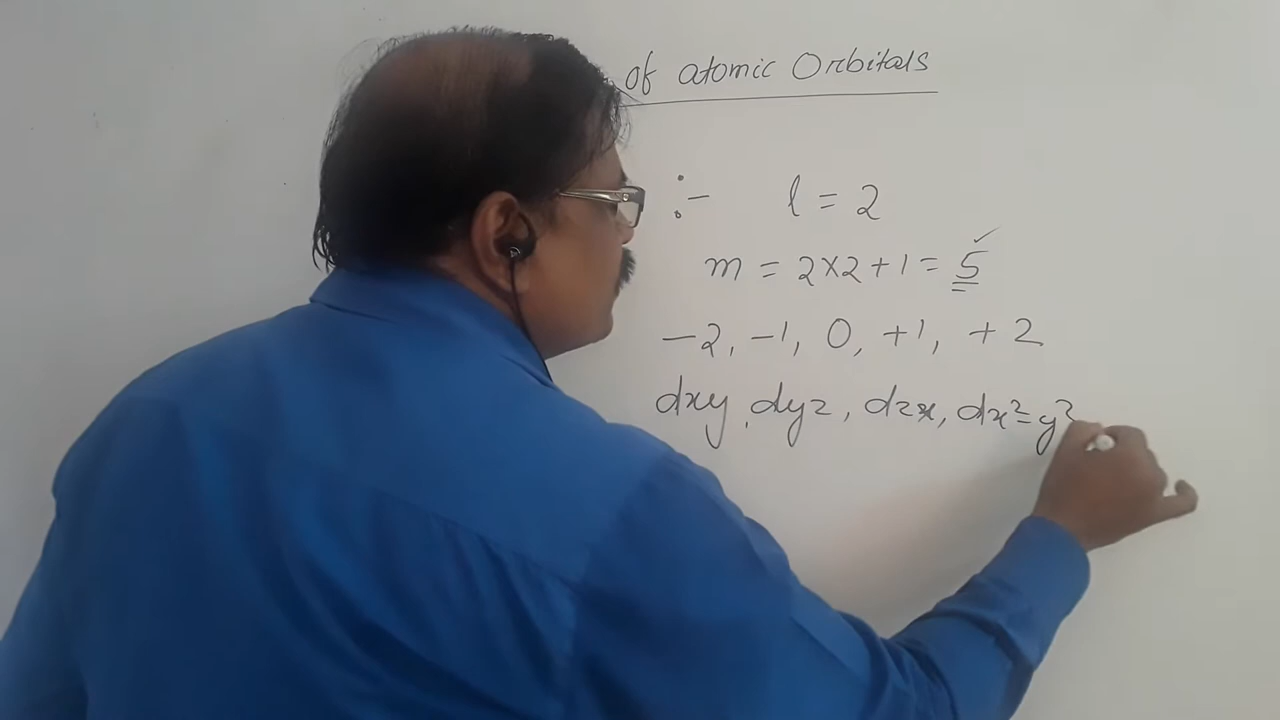 of atomic Orbitals
:- l = 2
m = 2×2+1 = 5 ✓
-2, -1, 0, +1, +2
dxy, dyz, dzx, dx²-y²